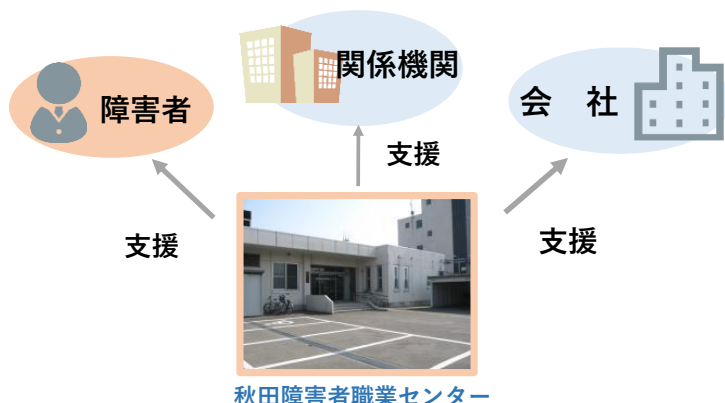 関係機関
障害者
会　社
支援
支援
支援
秋田障害者職業センター